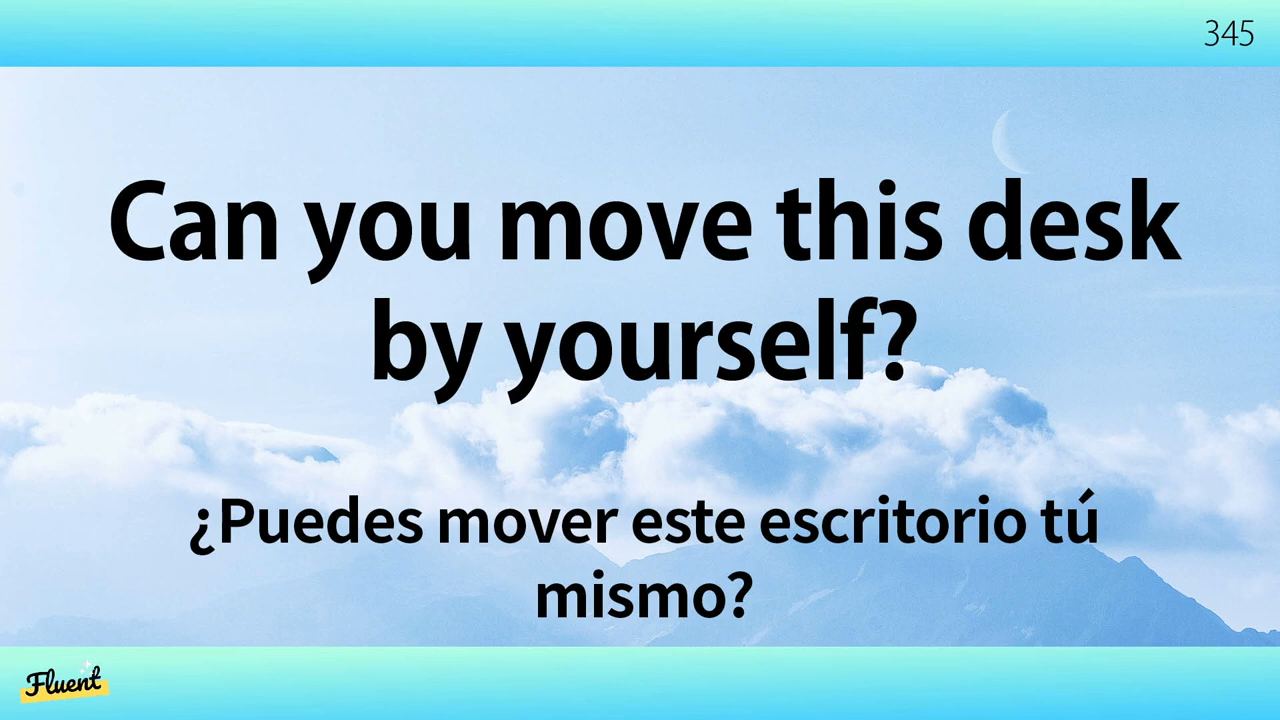 345
Can you move this desk
by yourself?
¿Puedes mover este escritorio tú
mismo?
Fluent